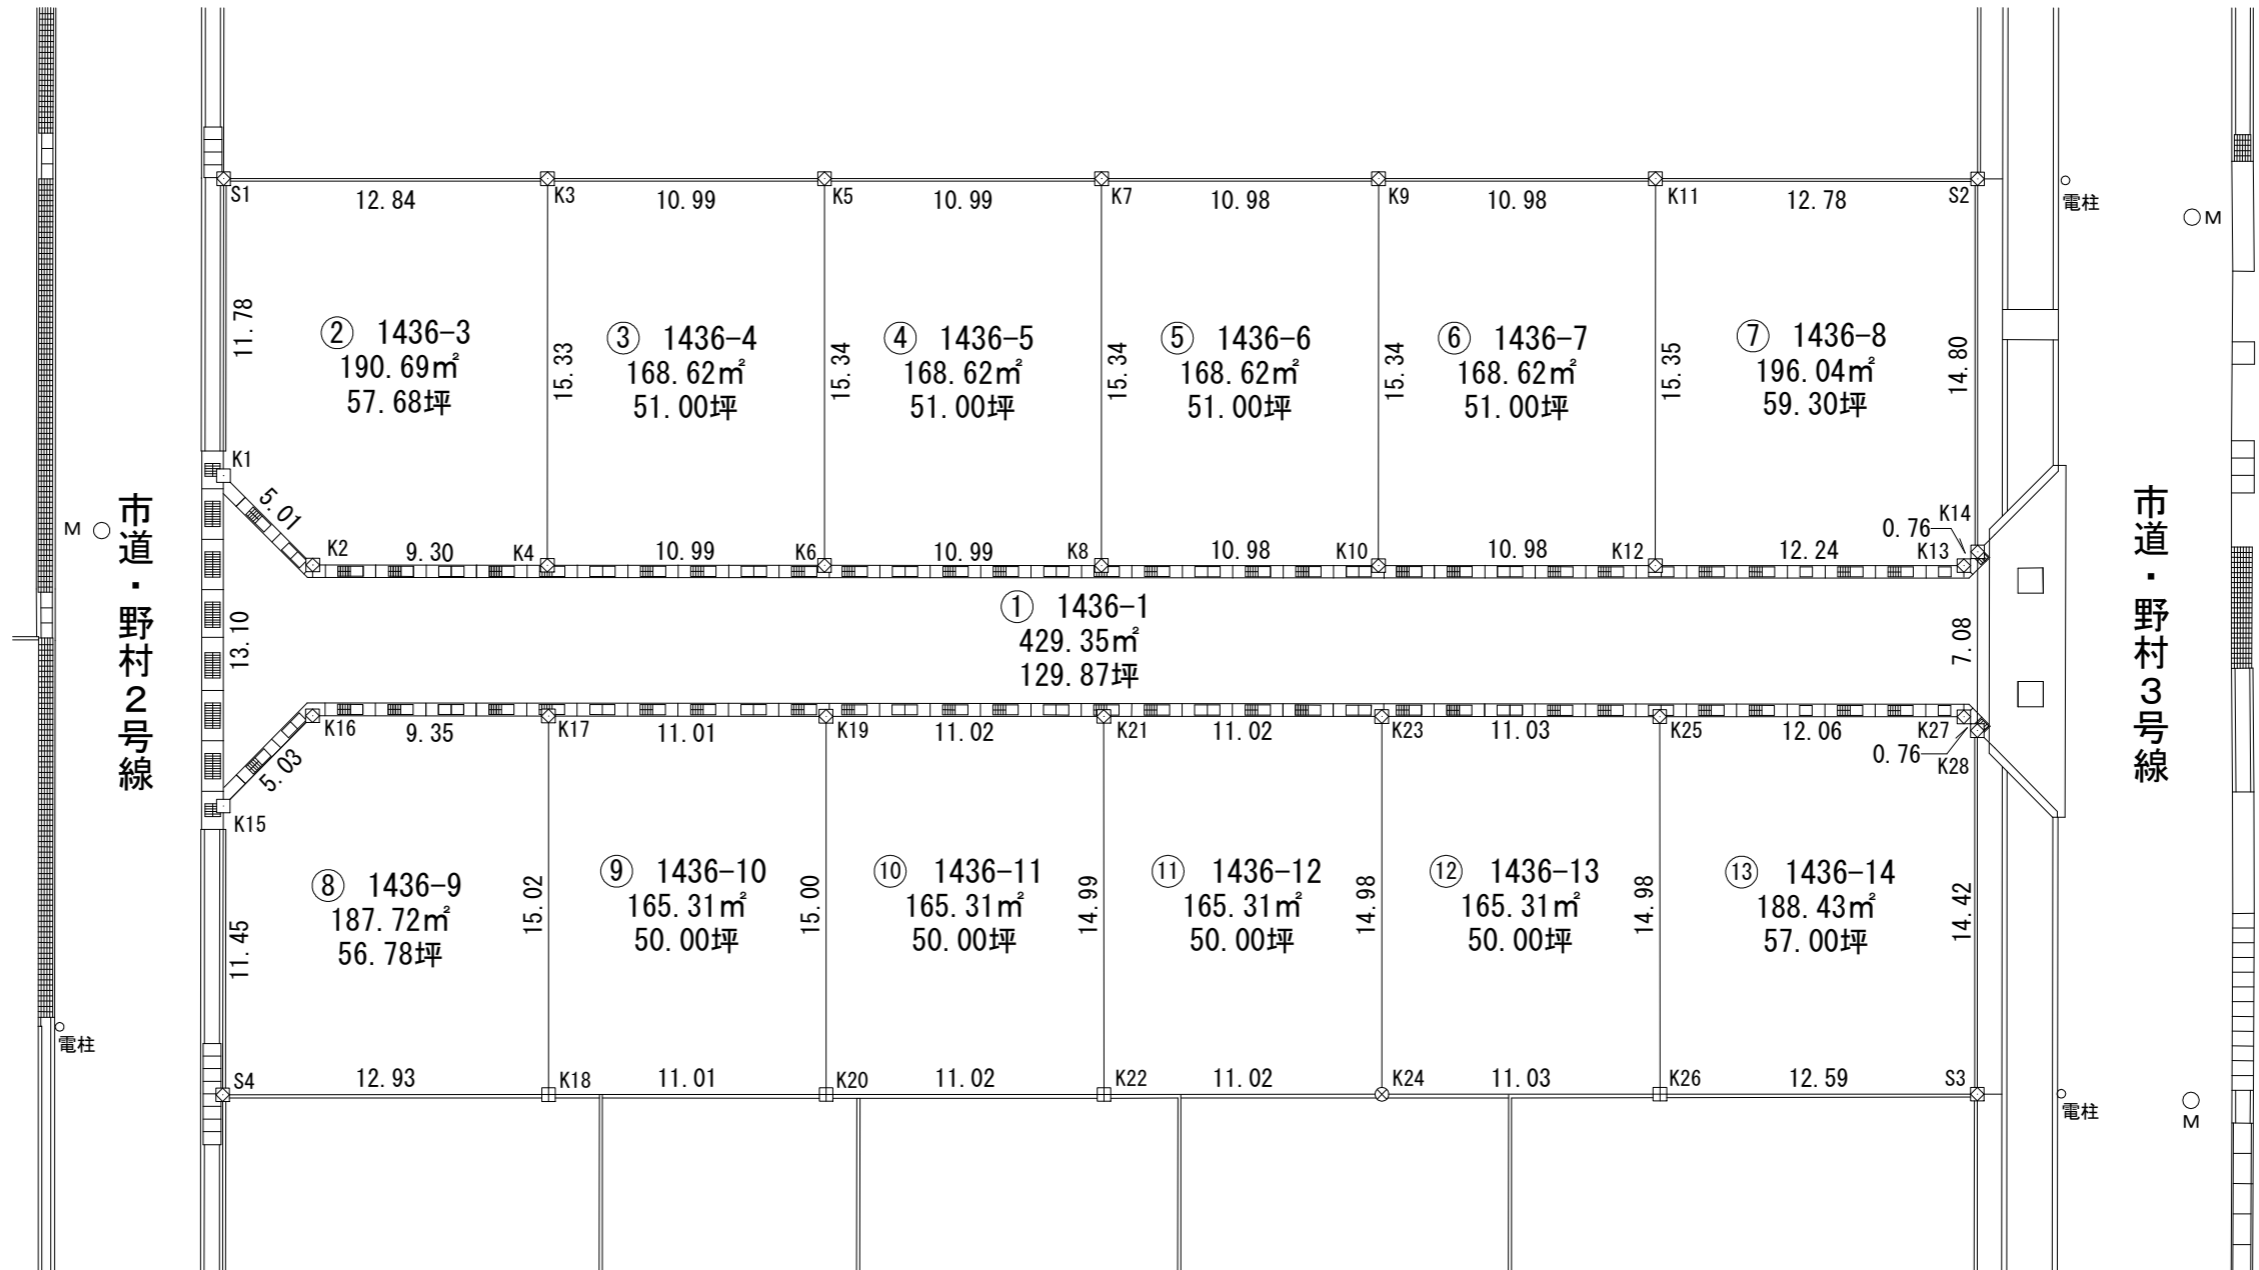 電柱
M
S1
12.84
K3
10.99
K5
10.99
K7
10.98
K9
10.98
K11
12.78
S2
11.78
② 1436-3
190.69㎡
57.68坪
15.33
③ 1436-4
168.62㎡
51.00坪
15.34
④ 1436-5
168.62㎡
51.00坪
15.34
⑤ 1436-6
168.62㎡
51.00坪
15.34
⑥ 1436-7
168.62㎡
51.00坪
15.35
⑦ 1436-8
196.04㎡
59.30坪
14.80
K1
5.01
K2
9.30
K4
10.99
K6
10.99
K8
10.98
K10
10.98
K12
12.24
K13
0.76
K14
M
市道・野村2号線
13.10
① 1436-1
429.35㎡
129.87坪
7.08
市道・野村3号線
K15
5.03
K16
9.35
K17
11.01
K19
11.02
K21
11.02
K23
11.03
K25
12.06
K27
0.76
K28
11.45
⑧ 1436-9
187.72㎡
56.78坪
15.02
⑨ 1436-10
165.31㎡
50.00坪
15.00
⑩ 1436-11
165.31㎡
50.00坪
14.99
⑪ 1436-12
165.31㎡
50.00坪
14.98
⑫ 1436-13
165.31㎡
50.00坪
14.98
⑬ 1436-14
188.43㎡
57.00坪
14.42
電柱
S4
12.93
K18
11.01
K20
11.02
K22
11.02
K24
11.03
K26
12.59
S3
電柱
M